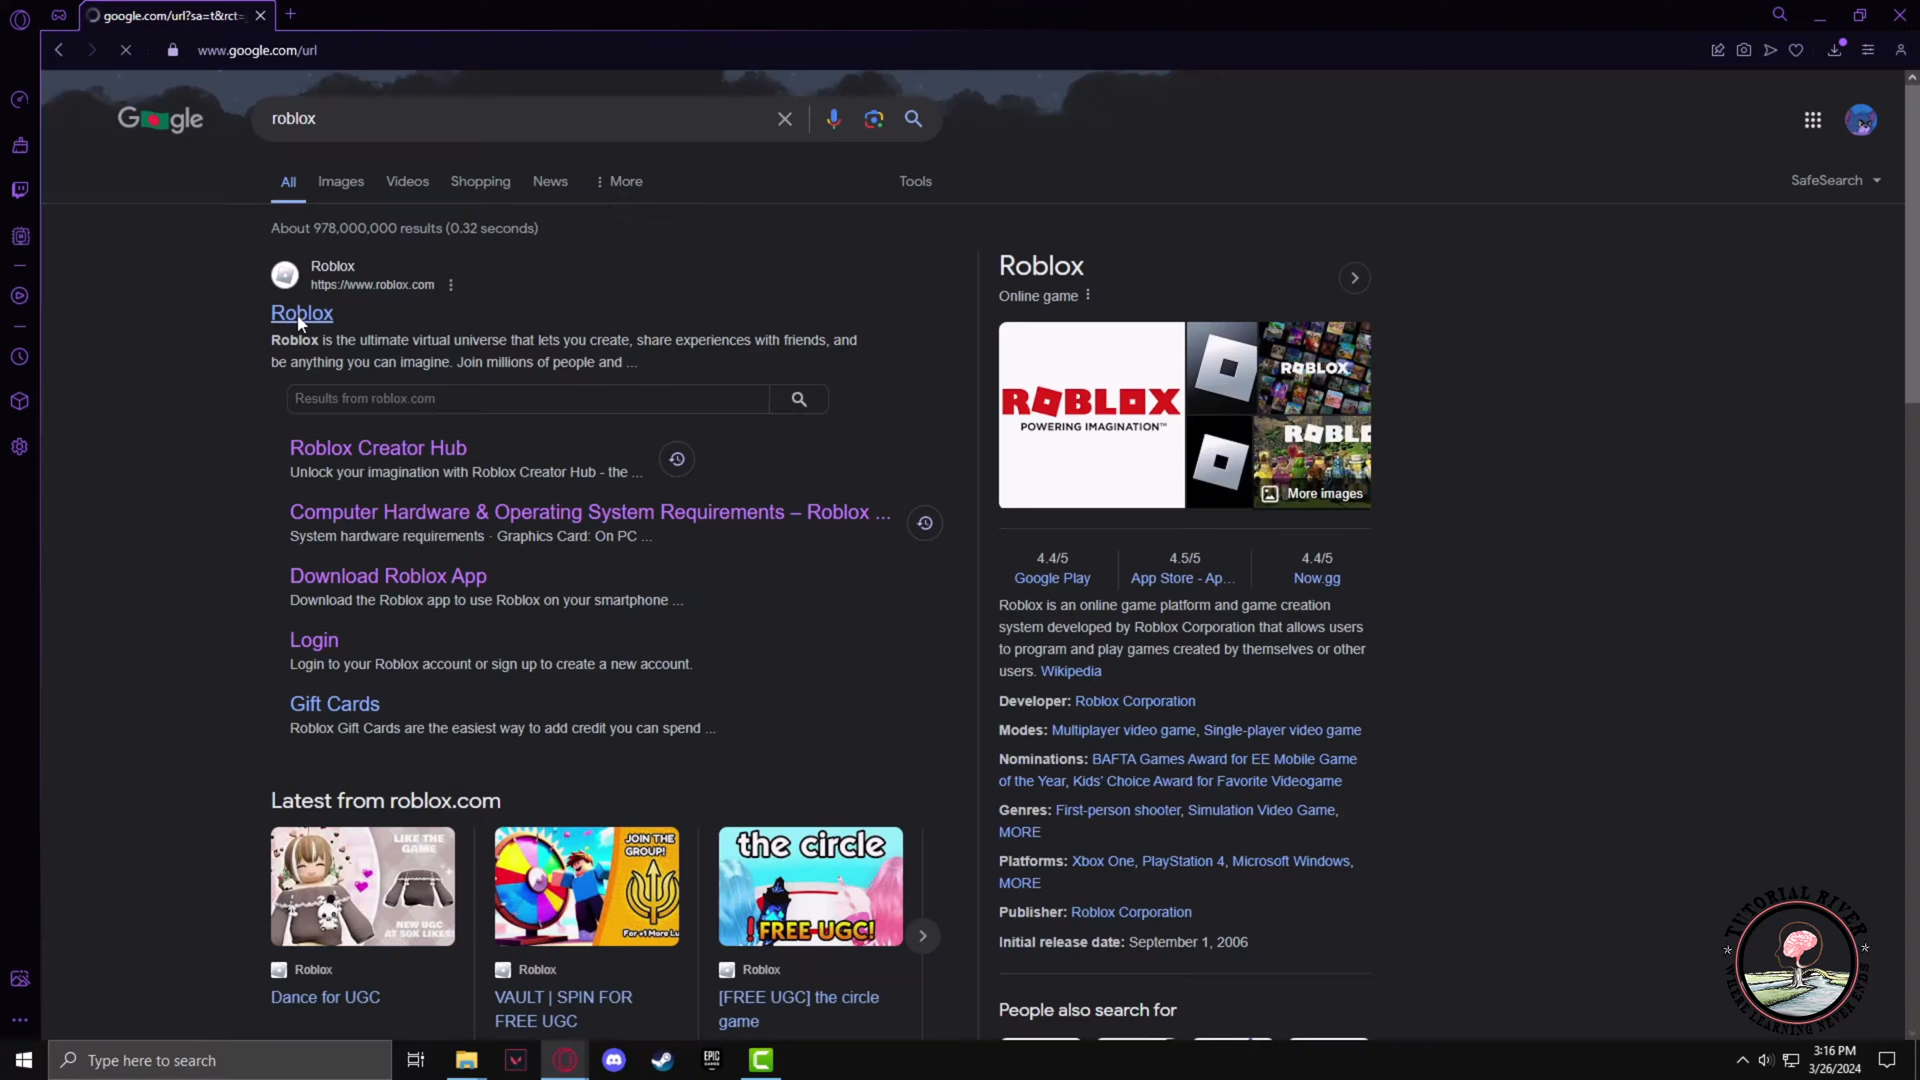 google.com/url?sa=t&rct=
www.google.com/url
Google
roblox
All
Images
Videos
Shopping
News
More
Tools
SafeSearch
About 978,000,000 results (0.32 seconds)
Roblox
https://www.roblox.com
Roblox
Roblox is the ultimate virtual universe that lets you create, share experiences with friends, and
be anything you can imagine. Join millions of people and ...
Results from roblox.com
Roblox Creator Hub
Unlock your imagination with Roblox Creator Hub - the ...
Computer Hardware & Operating System Requirements – Roblox ...
System hardware requirements · Graphics Card: On PC ...
Download Roblox App
Download the Roblox app to use Roblox on your smartphone ...
Login
Login to your Roblox account or sign up to create a new account.
Gift Cards
Roblox Gift Cards are the easiest way to add credit you can spend ...
Latest from roblox.com
LIKE THE
GAME
NEW UGC
AT 50K LIKES!
Roblox
Dance for UGC
JOIN THE
GROUP!
For +1 More Lu
Roblox
VAULT | SPIN FOR
FREE UGC
the circle
! FREE UGC!
Roblox
[FREE UGC] the circle
game
Roblox
Online game
ROBLOX
POWERING IMAGINATION™
ROBLOX
ROBL
More images
4.4/5
Google Play
4.5/5
App Store - Ap...
4.4/5
Now.gg
Roblox is an online game platform and game creation
system developed by Roblox Corporation that allows users
to program and play games created by themselves or other
users. Wikipedia
Developer: Roblox Corporation
Modes: Multiplayer video game, Single-player video game
Nominations: BAFTA Games Award for EE Mobile Game
of the Year, Kids' Choice Award for Favorite Videogame
Genres: First-person shooter, Simulation Video Game,
MORE
Platforms: Xbox One, PlayStation 4, Microsoft Windows,
MORE
Publisher: Roblox Corporation
Initial release date: September 1, 2006
People also search for
TUTORIAL RIVER
WHERE LEARNING NEVER ENDS
Type here to search
EPIC
GAMES
3:16 PM
3/26/2024